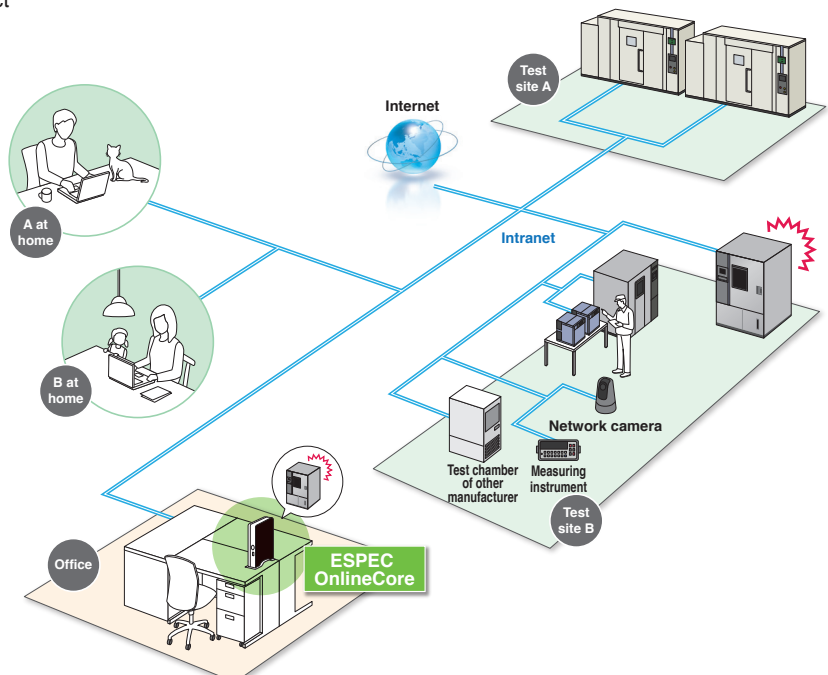 Test
site A
Internet
A at
home
Intranet
B at
home
Network camera
Test chamber
of other
manufacturer
Measuring
instrument
Test
site B
Office
ESPEC
OnlineCore